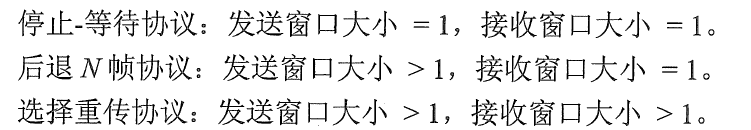 停止-等待协议：发送窗口大小 = 1，接收窗口大小 = 1。
后退 N 帧协议：发送窗口大小 > 1，接收窗口大小 = 1。
选择重传协议：发送窗口大小 > 1，接收窗口大小 > 1。